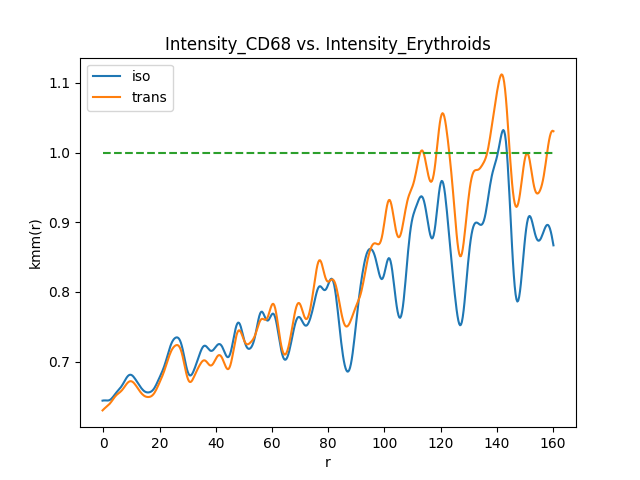 Intensity_CD68 vs. Intensity_Erythroids
iso
trans
kmm(r)
1.1
1.0
0.9
0.8
0.7
0 20 40 60 80 100 120 140 160
r